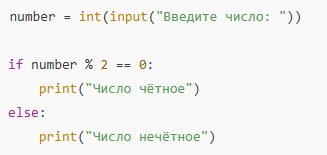 number = int(input("Введите число: "))

if number % 2 == 0:
    print("Число чётное")
else:
    print("Число нечётное")